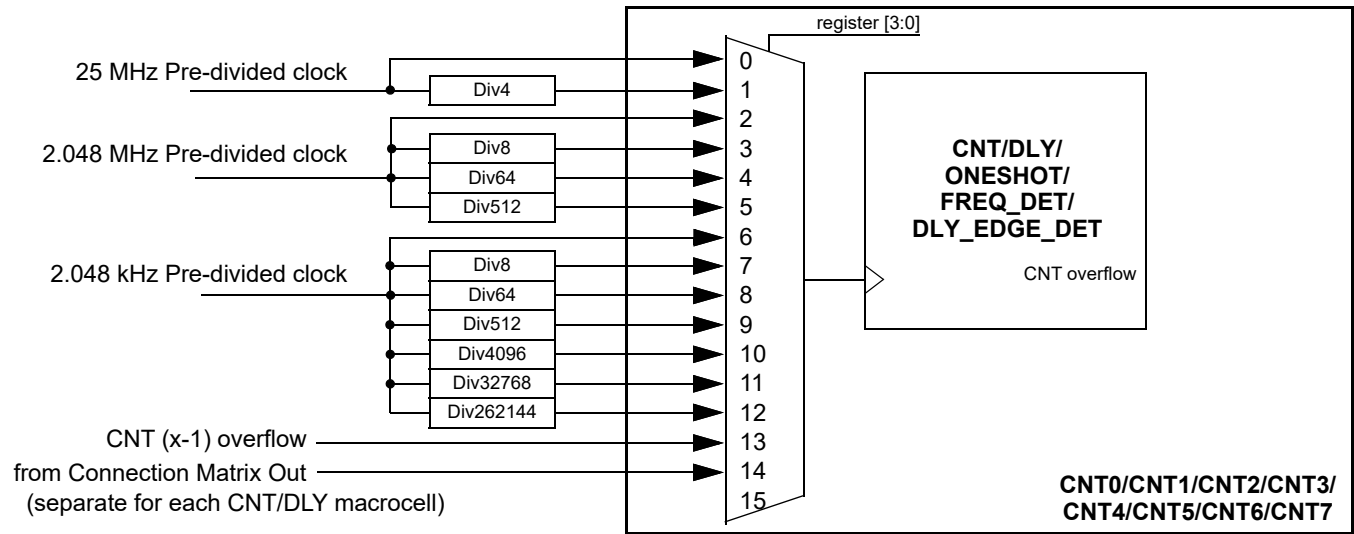 register [3:0]
25 MHz Pre-divided clock
0
Div4
1
2
2.048 MHz Pre-divided clock
Div8
3
Div64
4
Div512
5
6
2.048 kHz Pre-divided clock
Div8
7
Div64
8
Div512
9
Div4096
10
Div32768
11
Div262144
12
CNT (x-1) overflow
13
from Connection Matrix Out
14
(separate for each CNT/DLY macrocell)
15
CNT/DLY/
ONESHOT/
FREQ_DET/
DLY_EDGE_DET
CNT overflow
CNT0/CNT1/CNT2/CNT3/
CNT4/CNT5/CNT6/CNT7